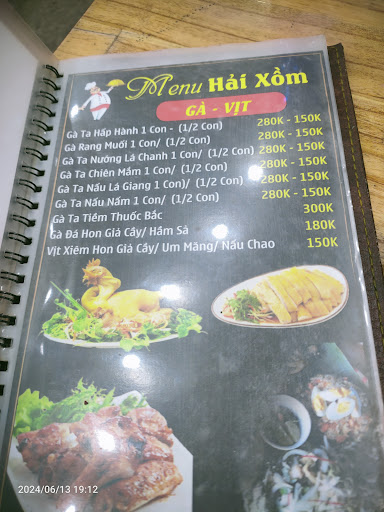 Menu Hải Xồm
GÀ - VỊT
Gà Ta Hấp Hành 1 Con - (1/2 Con) 280K - 150K
Gà Rang Muối 1 Con/ (1/2 Con) 280K - 150K
Gà Ta Nướng Lá Chanh 1 Con/ (1/2 Con) 280K - 150K
Gà Ta Chiên Mắm 1 Con/ (1/2 Con) 280K - 150K
Gà Ta Nấu Lá Giang 1 Con/ (1/2 Con) 280K - 150K
Gà Ta Nấu Nấm 1 Con/ (1/2 Con) 280K - 150K
Gà Ta Tiềm Thuốc Bắc 300K
Gà Đá Hon Giả Cầy/ Hầm Sả 180K
Vịt Xiêm Hon Giả Cầy/ Um Măng/ Nấu Chao 150K
2024/06/13 19:12